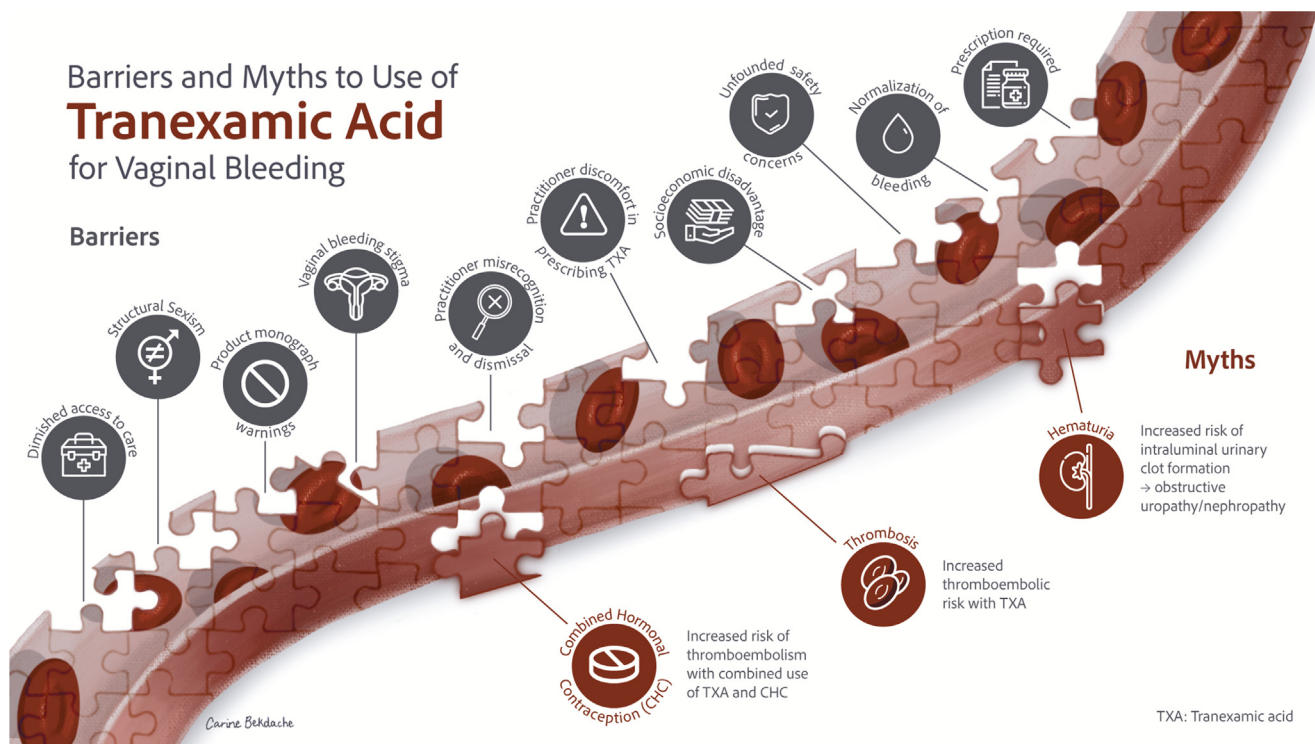 Barriers and Myths to Use of
Tranexamic Acid
for Vaginal Bleeding
Barriers
Dimished access to care
Structural Sexism
Product monograph
warnings
Vaginal bleeding stigma
Practitioner misrecognition
and dismissal
Practitioner discomfort in
prescribing TXA
Socioeconomic disadvantage
Unfounded safety
concerns
Normalization of
bleeding
Prescription required
Myths
Combined Hormonal
Contraception (CHC)
Increased risk of
thromboembolism
with combined use
of TXA and CHC
Thrombosis
Increased
thromboembolic
risk with TXA
Hematuria
Increased risk of
intraluminal urinary
clot formation
→ obstructive
uropathy/nephropathy
Carine Bekdache
TXA: Tranexamic acid